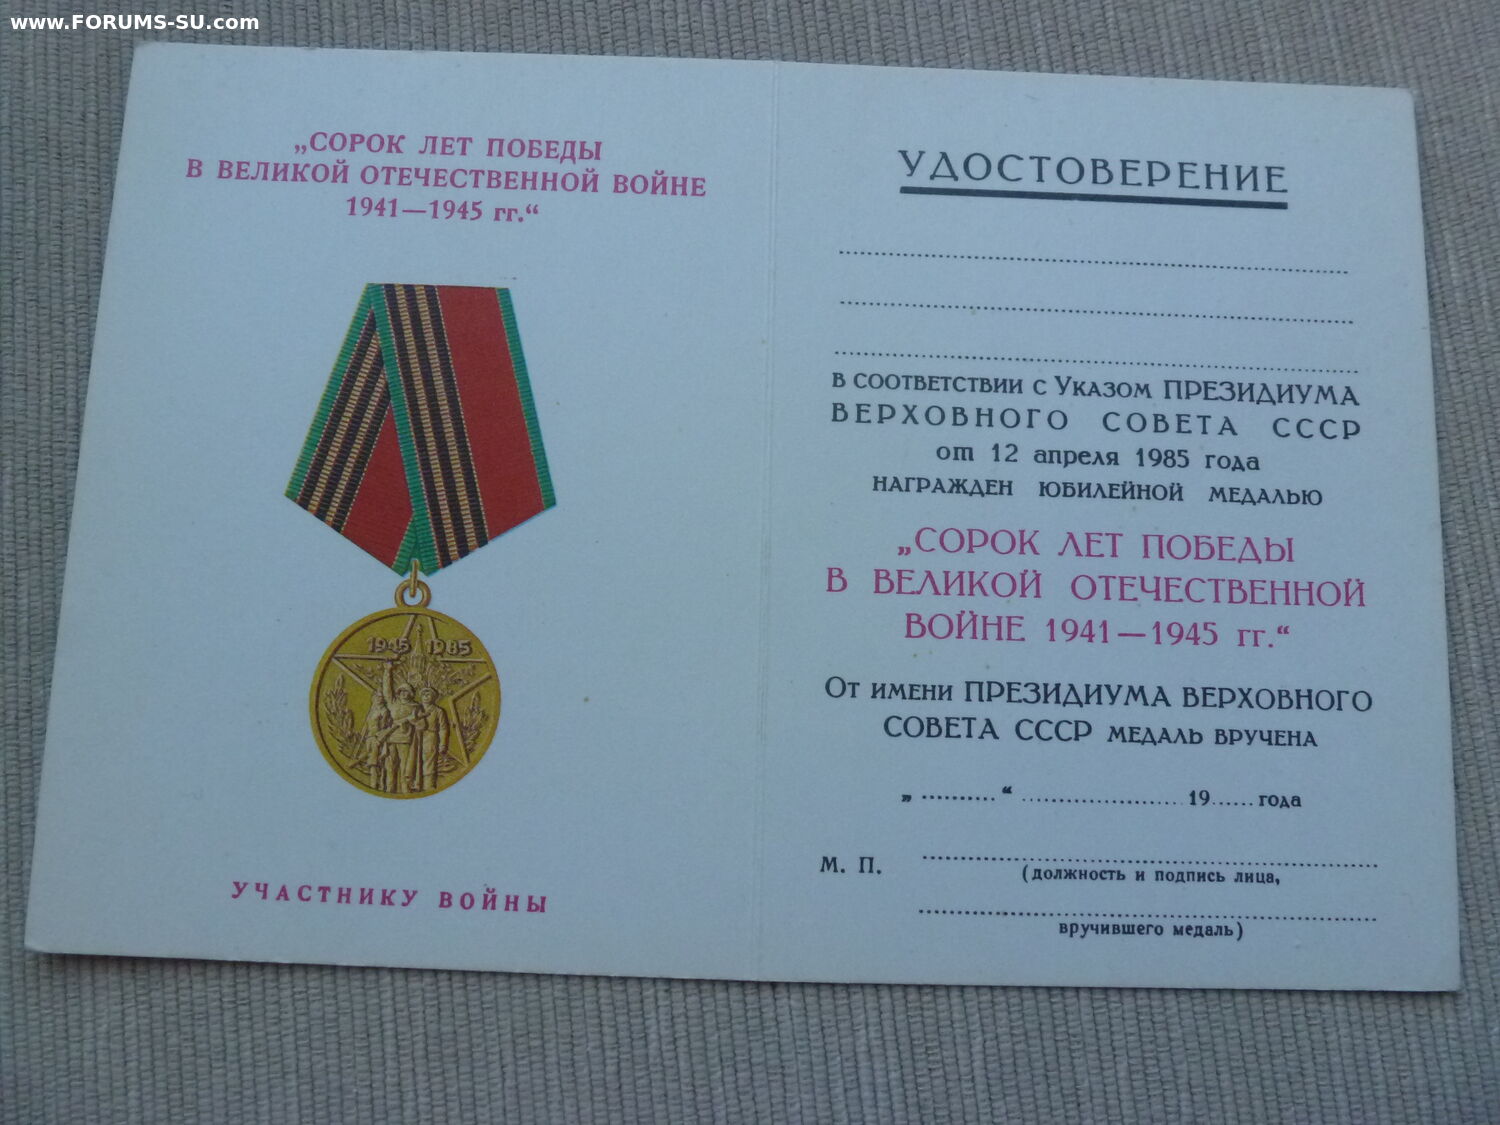 www.FORUMS-SU.com
„СОРОК ЛЕТ ПОБЕДЫ
В ВЕЛИКОЙ ОТЕЧЕСТВЕННОЙ ВОЙНЕ
1941—1945 гг.“
1945 1985
УЧАСТНИКУ ВОЙНЫ
УДОСТОВЕРЕНИЕ
В СООТВЕТСТВИИ С УКАЗОМ ПРЕЗИДИУМА
ВЕРХОВНОГО СОВЕТА СССР
от 12 апреля 1985 года
НАГРАЖДЕН ЮБИЛЕЙНОЙ МЕДАЛЬЮ
„СОРОК ЛЕТ ПОБЕДЫ
В ВЕЛИКОЙ ОТЕЧЕСТВЕННОЙ
ВОЙНЕ 1941—1945 гг.“
ОТ ИМЕНИ ПРЕЗИДИУМА ВЕРХОВНОГО
СОВЕТА СССР МЕДАЛЬ ВРУЧЕНА
„ .......... “ ...................... 19...... года
М. П.
(должность и подпись лица,
вручившего медаль)